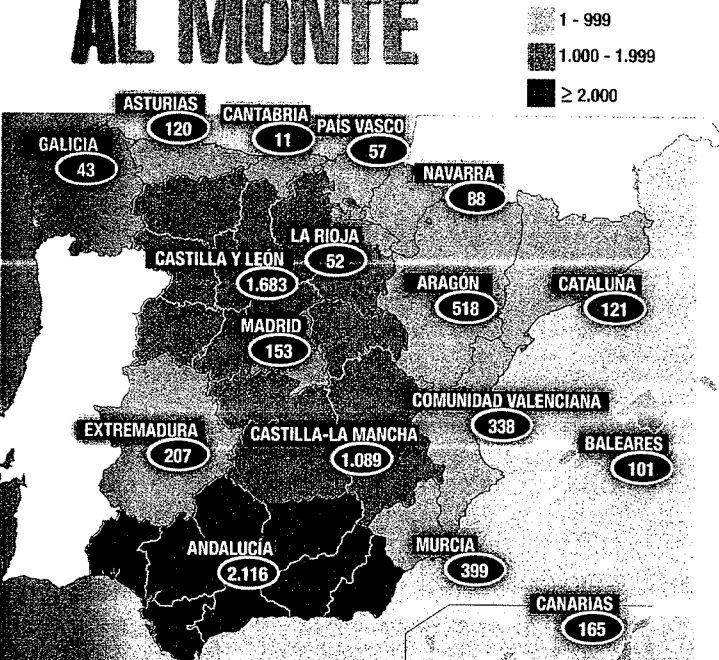 AL MONTE
1 - 999
1.000 - 1.999
≥ 2.000
ASTURIAS
120
CANTABRIA
11
PAÍS VASCO
57
GALICIA
43
NAVARRA
88
LA RIOJA
52
CASTILLA Y LEÓN
1.683
ARAGÓN
518
CATALUÑA
121
MADRID
153
COMUNIDAD VALENCIANA
338
EXTREMADURA
207
CASTILLA-LA MANCHA
1.089
BALEARES
101
ANDALUCÍA
2.116
MURCIA
399
CANARIAS
165